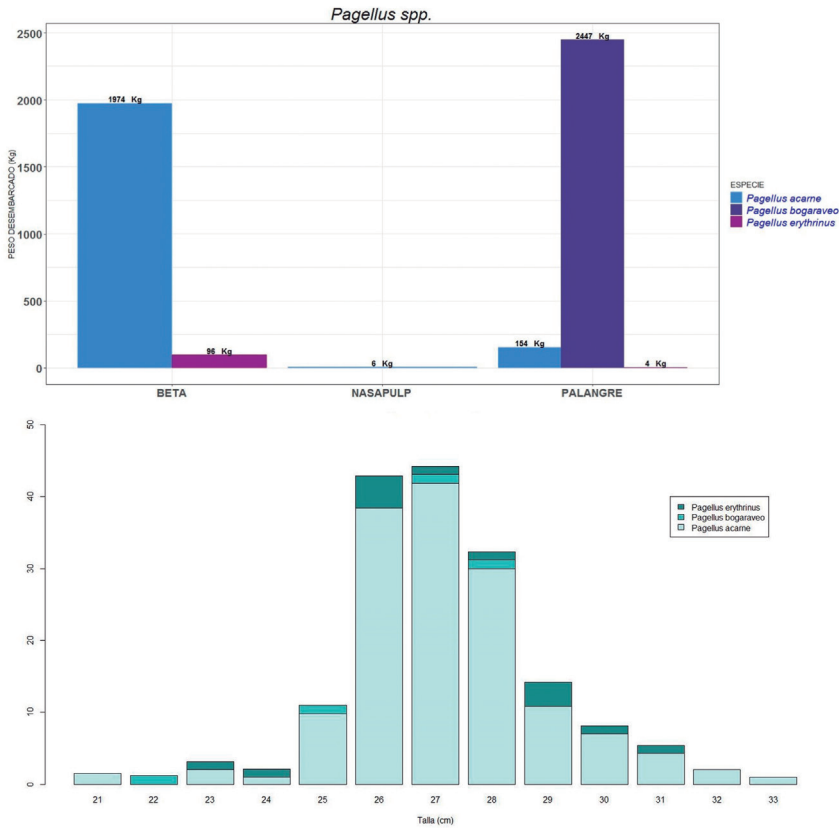 Pagellus spp.
2500
2000
1500
1000
500
0
PESO DESEMBARCADO (Kg)
1974 Kg
96 Kg
6 Kg
154 Kg
2447 Kg
4 Kg
BETA NASAPULP PALANGRE
ESPECIE
Pagellus acarne
Pagellus bogaraveo
Pagellus erythrinus
50
40
30
20
10
0
Pagellus erythrinus
Pagellus bogaraveo
Pagellus acarne
21 22 23 24 25 26 27 28 29 30 31 32 33
Talla (cm)